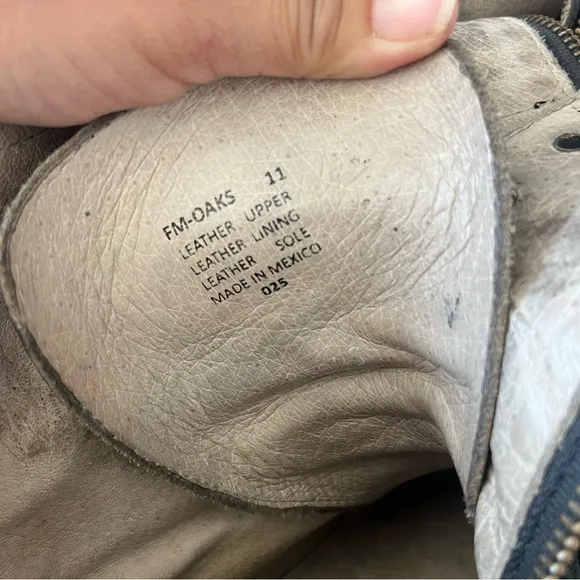 FM-OAKS 11
LEATHER UPPER
LEATHER LINING
LEATHER SOLE
MADE IN MEXICO
025